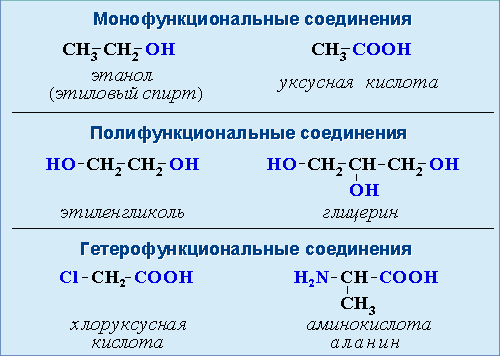 Монофункциональные соединения
CH₃–CH₂–OH CH₃–COOH
этанол
(этиловый спирт) уксусная кислота
Полифункциональные соединения
HO–CH₂–CH₂–OH HO–CH₂–CH–CH₂–OH
OH
этиленгликоль глицерин
Гетерофункциональные соединения
Cl–CH₂–COOH H₂N–CH–COOH
CH₃
хлоруксусная аминокислота
кислота аланин